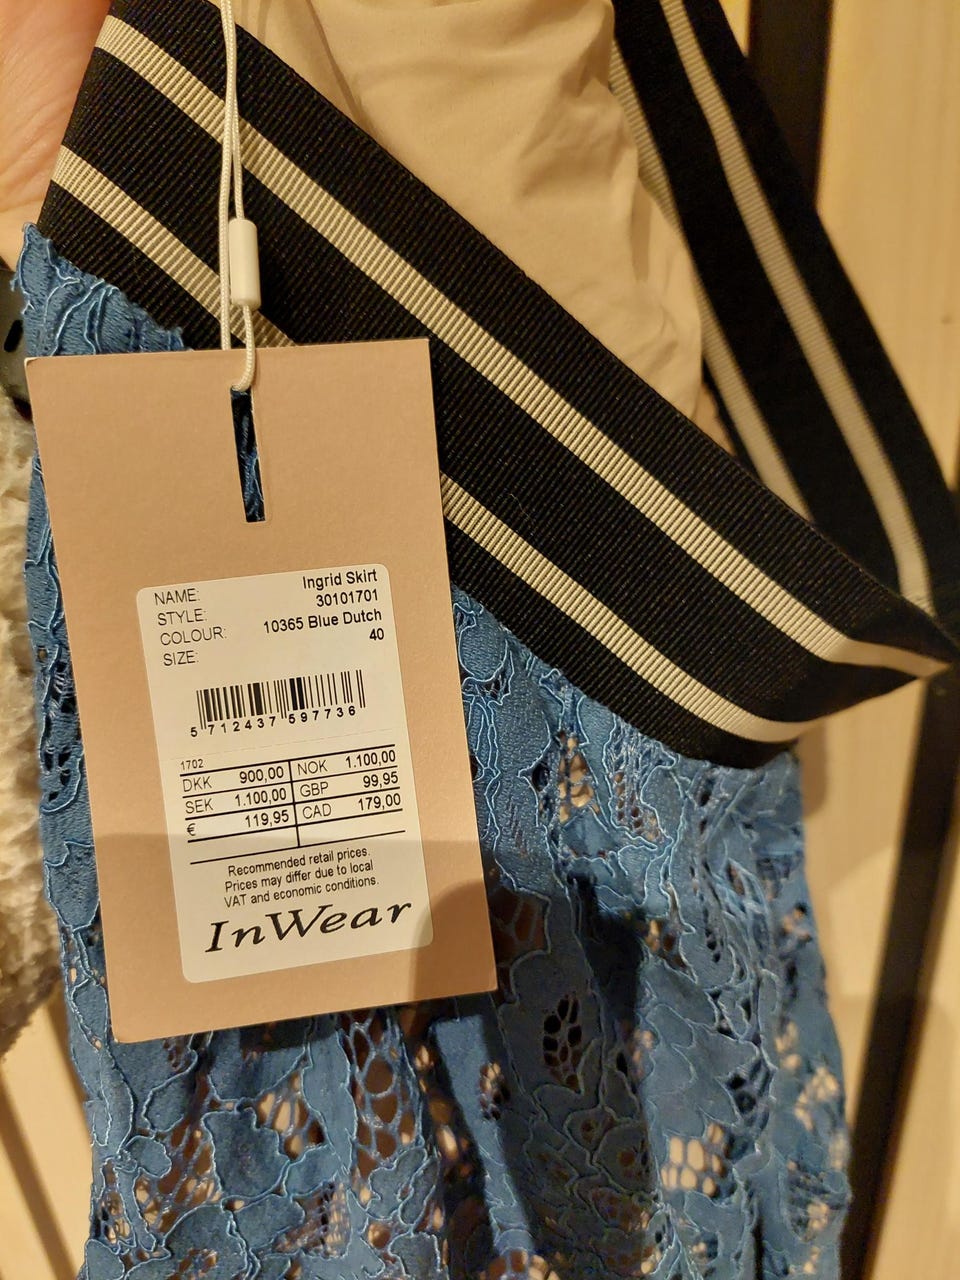 NAME: Ingrid Skirt
STYLE: 30101701
COLOUR: 10365 Blue Dutch
SIZE: 40
5 712437 597736
1702
DKK 900,00 NOK 1.100,00
SEK 1.100,00 GBP 99,95
€ 119,95 CAD 179,00
Recommended retail prices.
Prices may differ due to local
VAT and economic conditions.
InWear